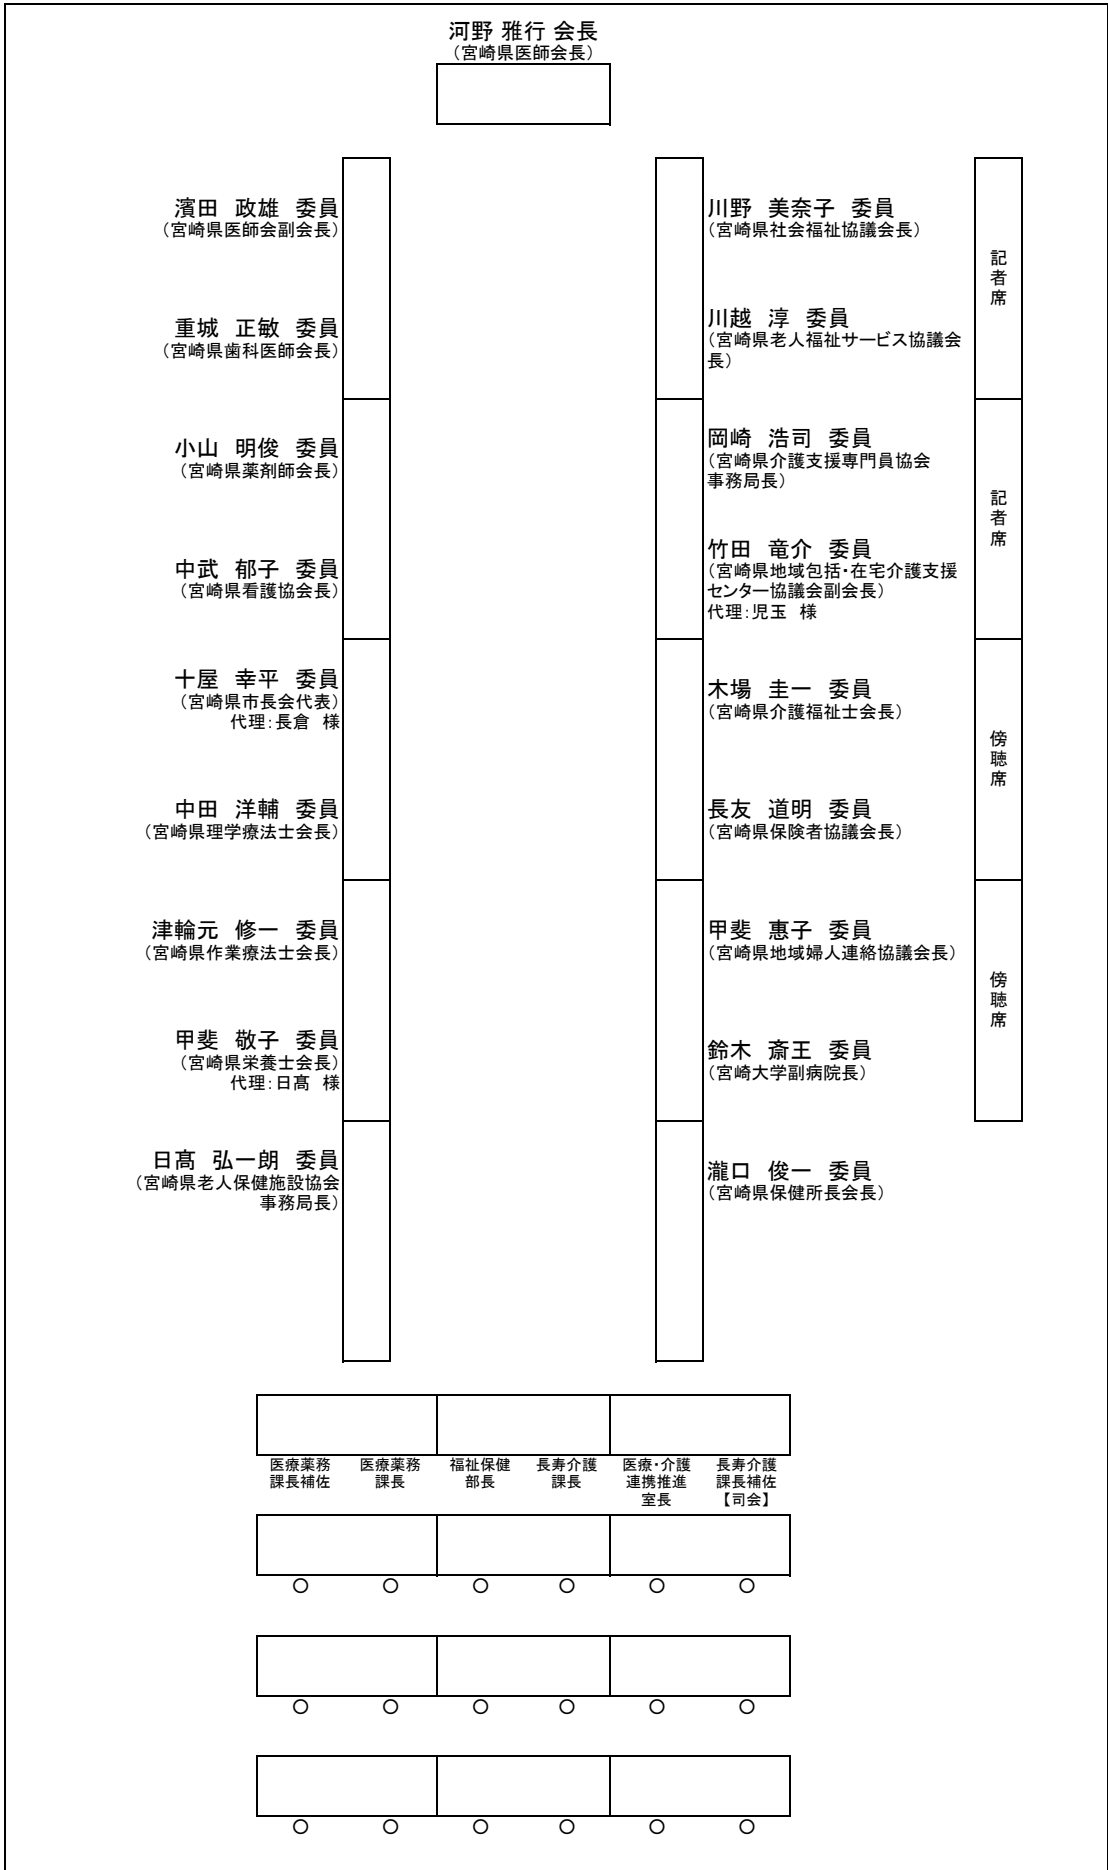 河野 雅行 会長
（宮崎県医師会長）
濱田　政雄　委員
（宮崎県医師会副会長）
重城　正敏　委員
（宮崎県歯科医師会長）
小山　明俊　委員
（宮崎県薬剤師会長）
中武　郁子　委員
（宮崎県看護協会長）
十屋　幸平　委員
（宮崎県市長会代表）
代理：長倉　様
中田　洋輔　委員
（宮崎県理学療法士会長）
津輪元　修一　委員
（宮崎県作業療法士会長）
甲斐　敬子　委員
（宮崎県栄養士会長）
代理：日髙　様
日髙　弘一朗　委員
（宮崎県老人保健施設協会
事務局長）
川野　美奈子　委員
（宮崎県社会福祉協議会長）
川越　淳　委員
（宮崎県老人福祉サービス協議会
長）
岡崎　浩司　委員
（宮崎県介護支援専門員協会
事務局長）
竹田　竜介　委員
（宮崎県地域包括・在宅介護支援
センター協議会副会長）
代理：児玉　様
木場　圭一　委員
（宮崎県介護福祉士会長）
長友　道明　委員
（宮崎県保険者協議会長）
甲斐　惠子　委員
（宮崎県地域婦人連絡協議会長）
鈴木　斎王　委員
（宮崎大学副病院長）
瀧口　俊一　委員
（宮崎県保健所長会長）
記者席
記者席
傍聴席
傍聴席
医療薬務
課長補佐
医療薬務
課長
福祉保健
部長
長寿介護
課長
医療・介護
連携推進
室長
長寿介護
課長補佐
【司会】
○　○　○　○　○　○
○　○　○　○　○　○
○　○　○　○　○　○